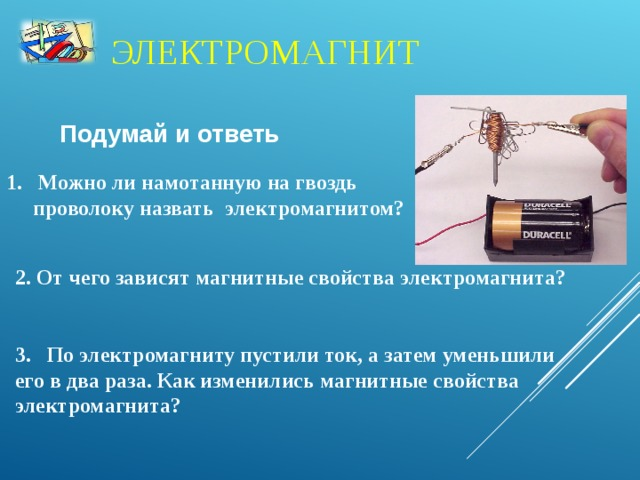 ЭЛЕКТРОМАГНИТ
Подумай и ответь
1. Можно ли намотанную на гвоздь
проволоку назвать электромагнитом?
DURACELL
DURACELL
2. От чего зависят магнитные свойства электромагнита?
3. По электромагниту пустили ток, а затем уменьшили
его в два раза. Как изменились магнитные свойства
электромагнита?